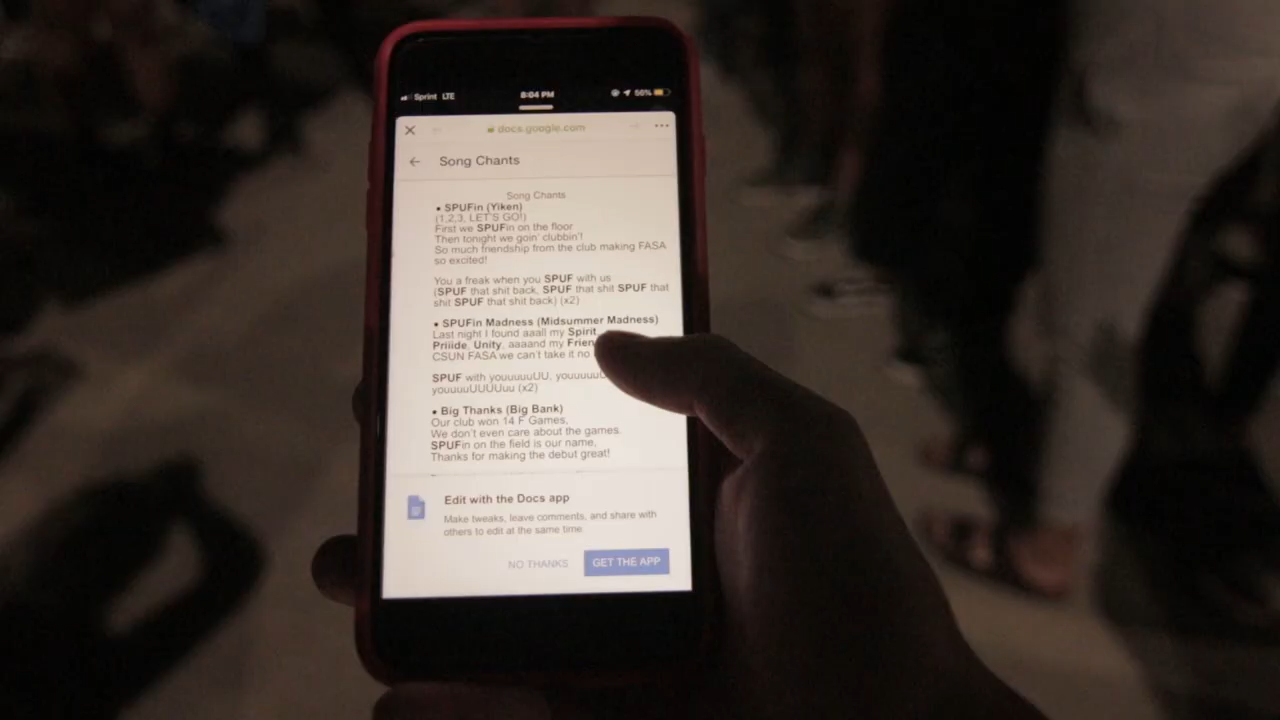 Sprint LTE 8:04 PM 56%
docs.google.com
Song Chants
Song Chants
• SPUFin (Yiken)
(1,2,3, LET'S GO!)
First we SPUFin on the floor
Then tonight we goin' clubbin'!
So much friendship from the club making FASA
so excited!
You a freak when you SPUF with us
(SPUF that shit back, SPUF that shit SPUF that
shit SPUF that shit back) (x2)
• SPUFin Madness (Midsummer Madness)
Last night I found aaall my Spirit
Priiide, Unity, aaaand my Frien
CSUN FASA we can't take it no
SPUF with youuuuuUU,
youuuuUUUUuu (x2)
• Big Thanks (Big Bank)
Our club won 14 F Games,
We don't even care about the games.
SPUFin on the field is our name,
Thanks for making the debut great!
Edit with the Docs app
Make tweaks, leave comments, and share with
others to edit at the same time.
NO THANKS GET THE APP